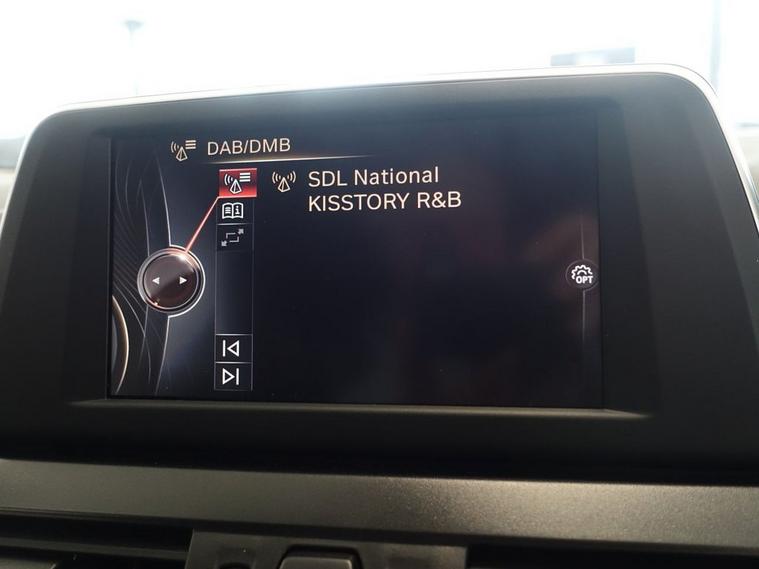 DAB/DMB
SDL National
KISSTORY R&B
OPT